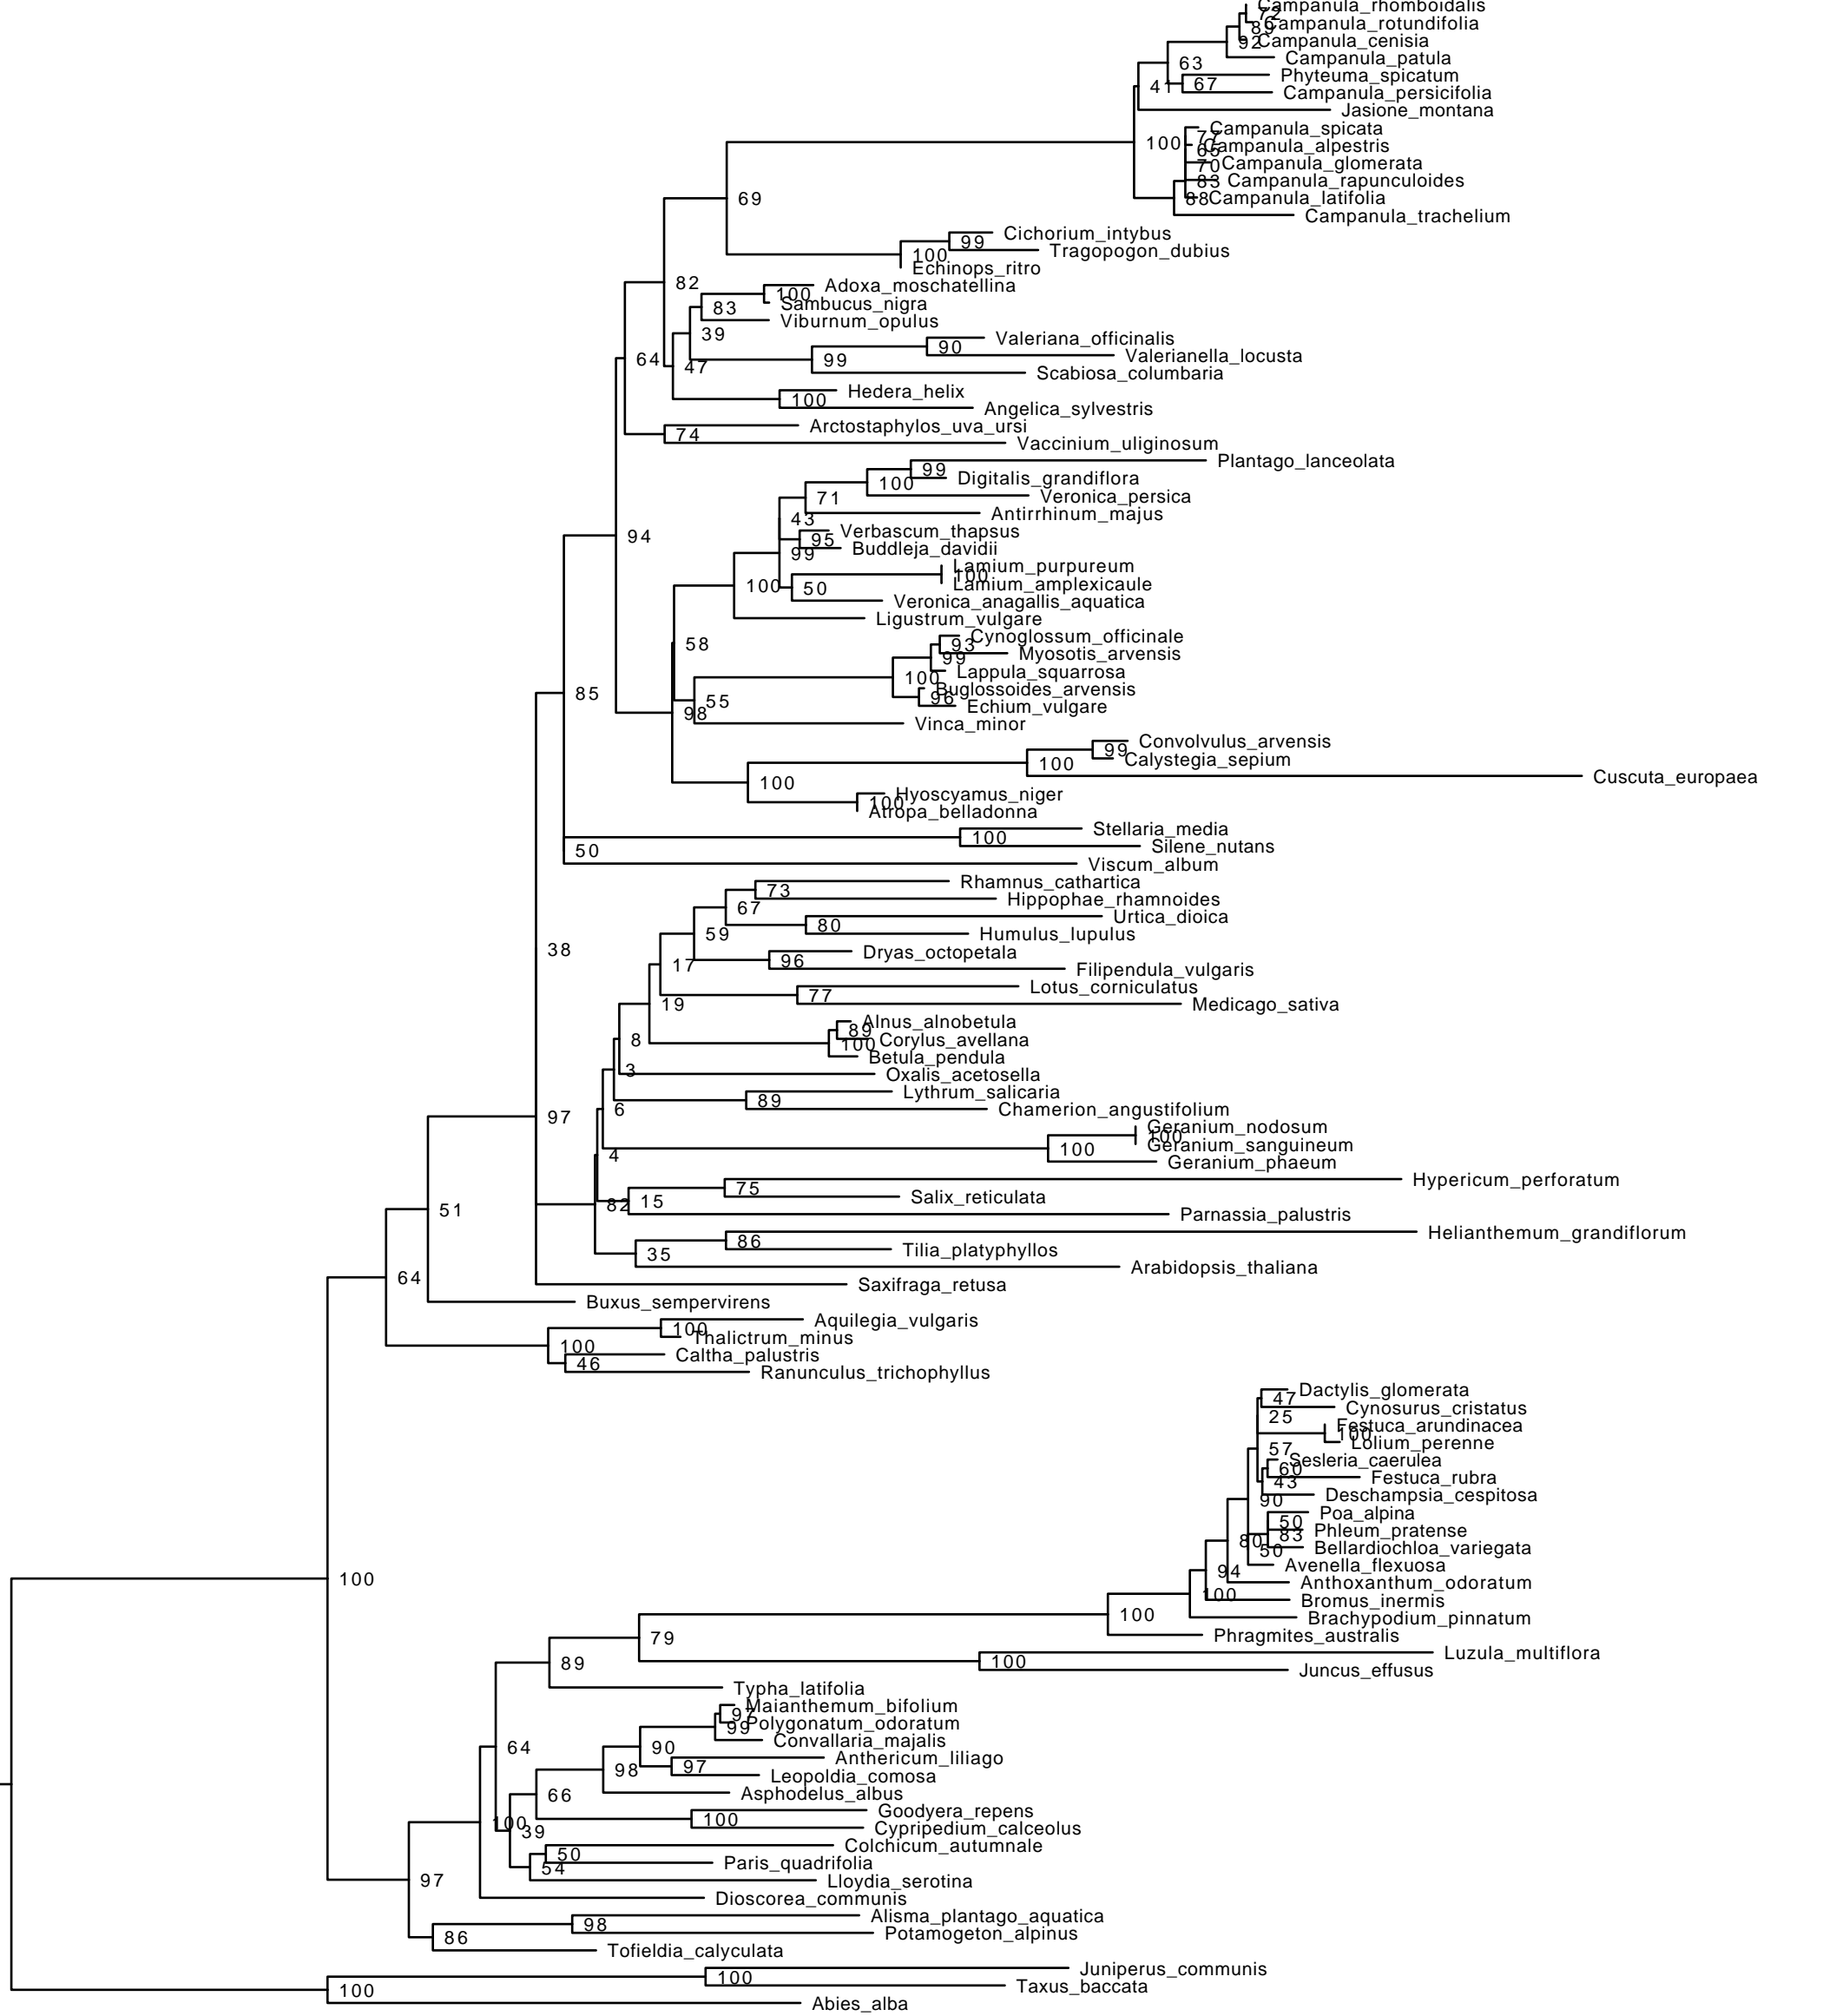 Campanula_rhomboidalis
72
Campanula_rotundifolia
89
Campanula_cenisia
92
Campanula_patula
63
Phyteuma_spicatum
67
41
Campanula_persicifolia
Jasione_montana
Campanula_spicata
77
100
Campanula_alpestris
65
Campanula_glomerata
70
Campanula_rapunculoides
83
Campanula_latifolia
88
69
Campanula_trachelium
Cichorium_intybus
99
Tragopogon_dubius
100
Echinops_ritro
82
Adoxa_moschatellina
100
Sambucus_nigra
83
Viburnum_opulus
39
Valeriana_officinalis
90
Valerianella_locusta
64
99
47
Scabiosa_columbaria
Hedera_helix
100
Angelica_sylvestris
Arctostaphylos_uva_ursi
74
Vaccinium_uliginosum
Plantago_lanceolata
99
Digitalis_grandiflora
100
Veronica_persica
71
Antirrhinum_majus
43
Verbascum_thapsus
94
95
Buddleja_davidii
99
Lamium_purpureum
100
Lamium_amplexicaule
100
50
Veronica_anagallis_aquatica
Ligustrum_vulgare
Cynoglossum_officinale
58
93
Myosotis_arvensis
99
Lappula_squarrosa
100
Buglossoides_arvensis
85
96
55
Echium_vulgare
98
Vinca_minor
Convolvulus_arvensis
99
Calystegia_sepium
100
Cuscuta_europaea
100
Hyoscyamus_niger
100
Atropa_belladonna
Stellaria_media
100
Silene_nutans
50
Viscum_album
Rhamnus_cathartica
73
Hippophae_rhamnoides
67
Urtica_dioica
80
59
Humulus_lupulus
38
Dryas_octopetala
96
17
Filipendula_vulgaris
Lotus_corniculatus
77
19
Medicago_sativa
Alnus_alnobetula
89
8
Corylus_avellana
100
Betula_pendula
3
Oxalis_acetosella
Lythrum_salicaria
89
6
Chamerion_angustifolium
97
Geranium_nodosum
100
Geranium_sanguineum
100
4
Geranium_phaeum
Hypericum_perforatum
75
Salix_reticulata
82
15
51
Parnassia_palustris
Helianthemum_grandiflorum
86
Tilia_platyphyllos
35
Arabidopsis_thaliana
64
Saxifraga_retusa
Buxus_sempervirens
Aquilegia_vulgaris
100
Thalictrum_minus
100
Caltha_palustris
46
Ranunculus_trichophyllus
Dactylis_glomerata
47
Cynosurus_cristatus
25
Festuca_arundinacea
100
Lolium_perenne
57
Sesleria_caerulea
60
Festuca_rubra
43
Deschampsia_cespitosa
90
Poa_alpina
50
Phleum_pratense
83
80
Bellardiochloa_variegata
50
Avenella_flexuosa
94
100
Anthoxanthum_odoratum
100
Bromus_inermis
100
Brachypodium_pinnatum
Phragmites_australis
79
Luzula_multiflora
89
100
Juncus_effusus
Typha_latifolia
Maianthemum_bifolium
97
Polygonatum_odoratum
99
Convallaria_majalis
64
90
Anthericum_liliago
97
98
Leopoldia_comosa
66
Asphodelus_albus
Goodyera_repens
100
100
Cypripedium_calceolus
39
Colchicum_autumnale
50
Paris_quadrifolia
54
97
Lloydia_serotina
Dioscorea_communis
Alisma_plantago_aquatica
98
Potamogeton_alpinus
86
Tofieldia_calyculata
Juniperus_communis
100
Taxus_baccata
100
Abies_alba